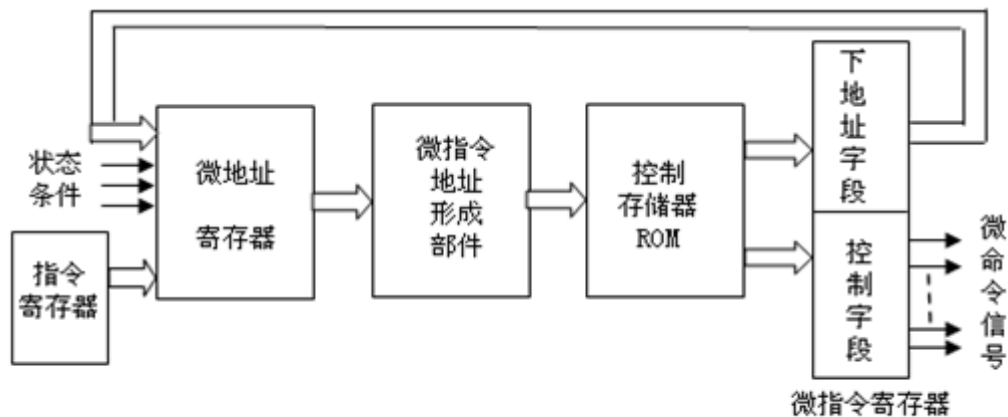 状态
条件
指令
寄存器
微地址
寄存器
微指令
地址
形成
部件
控制
存储器
ROM
下地址字段
控制字段
微命令信号
微指令寄存器